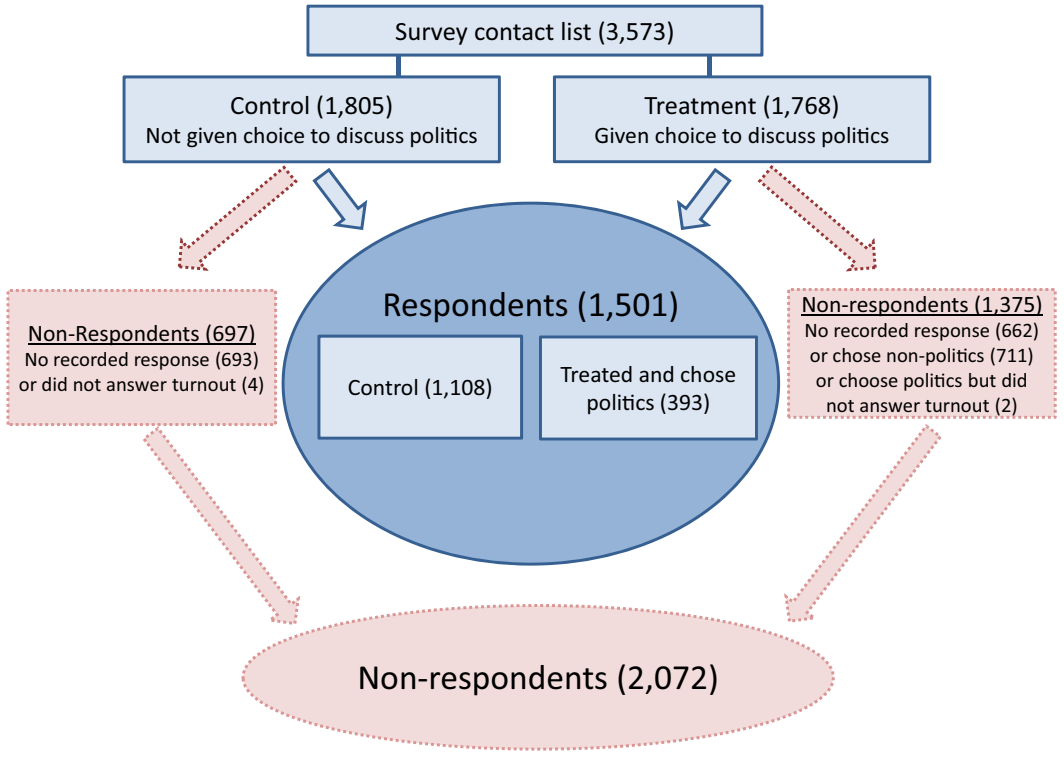 Survey contact list (3,573)
Control (1,805)
Not given choice to discuss politics
Treatment (1,768)
Given choice to discuss politics
Respondents (1,501)
Control (1,108)
Treated and chose
politics (393)
Non-Respondents (697)
No recorded response (693)
or did not answer turnout (4)
Non-respondents (1,375)
No recorded response (662)
or chose non-politics (711)
or choose politics but did
not answer turnout (2)
Non-respondents (2,072)